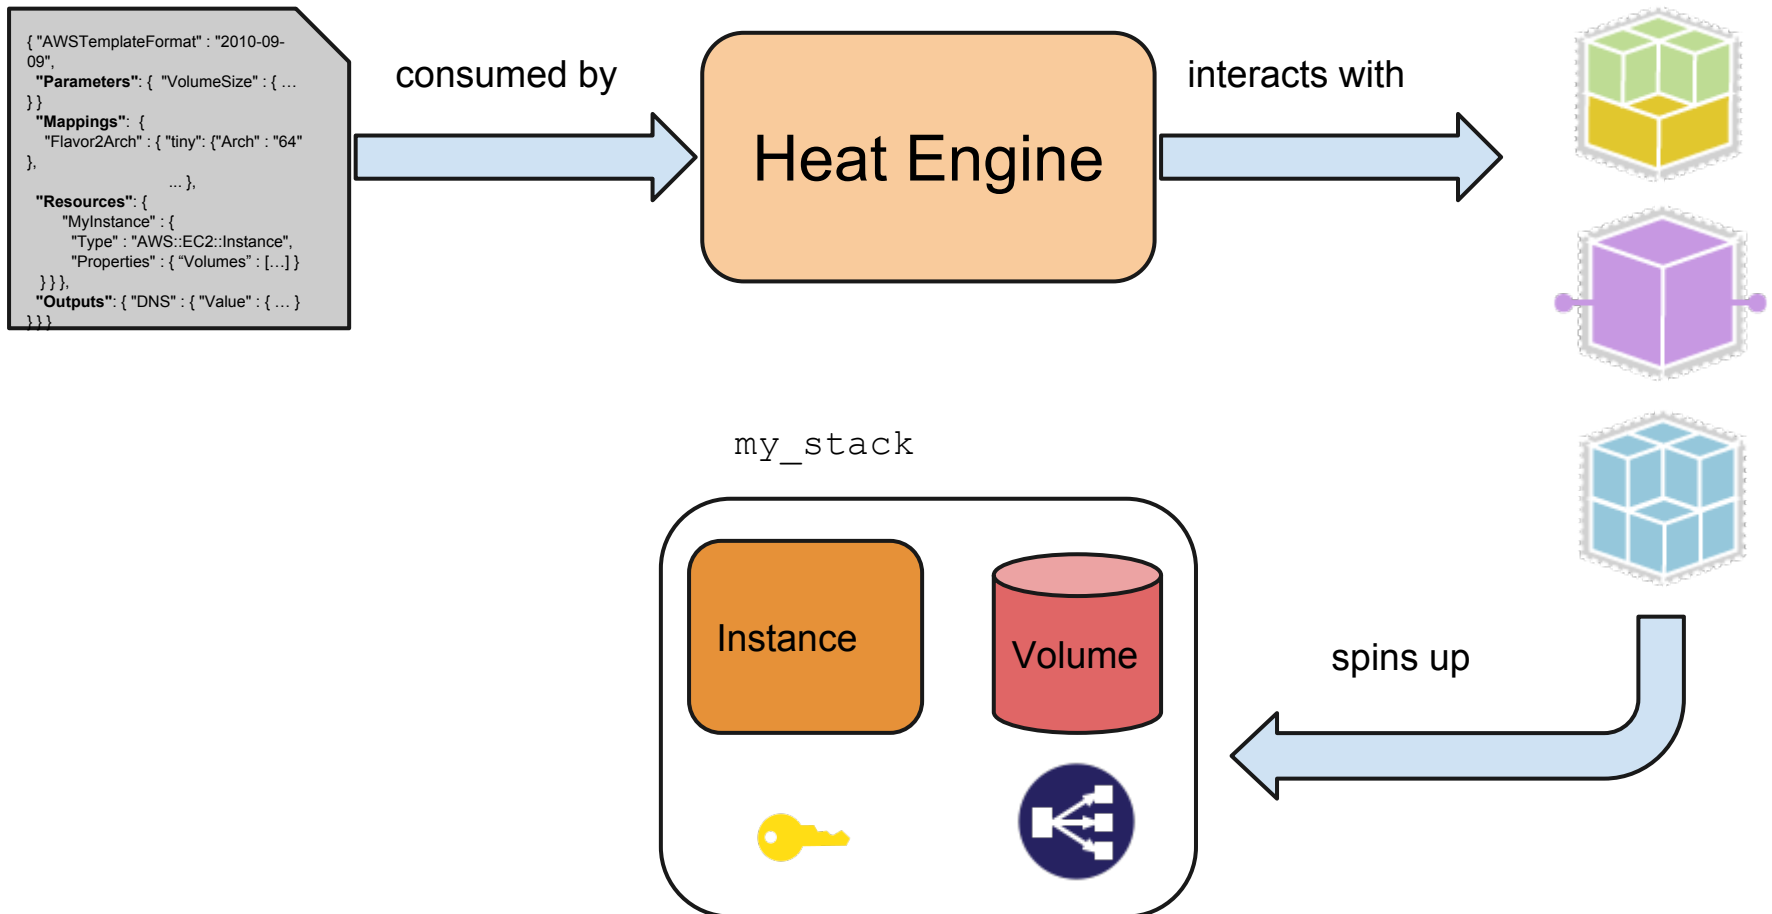 { "AWSTemplateFormat" : "2010-09-
09",
"Parameters": { "VolumeSize" : { …
} }
"Mappings": {
"Flavor2Arch" : { "tiny": {"Arch" : "64"
},
... },
"Resources": {
"MyInstance" : {
"Type" : "AWS::EC2::Instance",
"Properties" : { “Volumes” : […] }
} } },
"Outputs": { "DNS" : { "Value" : { … }
} } }
consumed by
Heat Engine
interacts with
my_stack
Instance
Volume
spins up